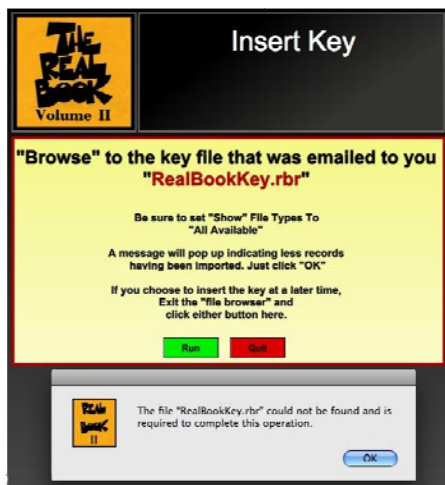 THE
REAL
BOOK
Volume II
Insert Key
"Browse" to the key file that was emailed to you
"RealBookKey.rbr"
Be sure to set "Show" File Types To
"All Available"
A message will pop up indicating less records
having been imported. Just click "OK"
If you choose to insert the key at a later time,
Exit the "file browser" and
click either button here.
Run
Quit
REAL
BOOK
II
The file "RealBookKey.rbr" could not be found and is
required to complete this operation.
OK